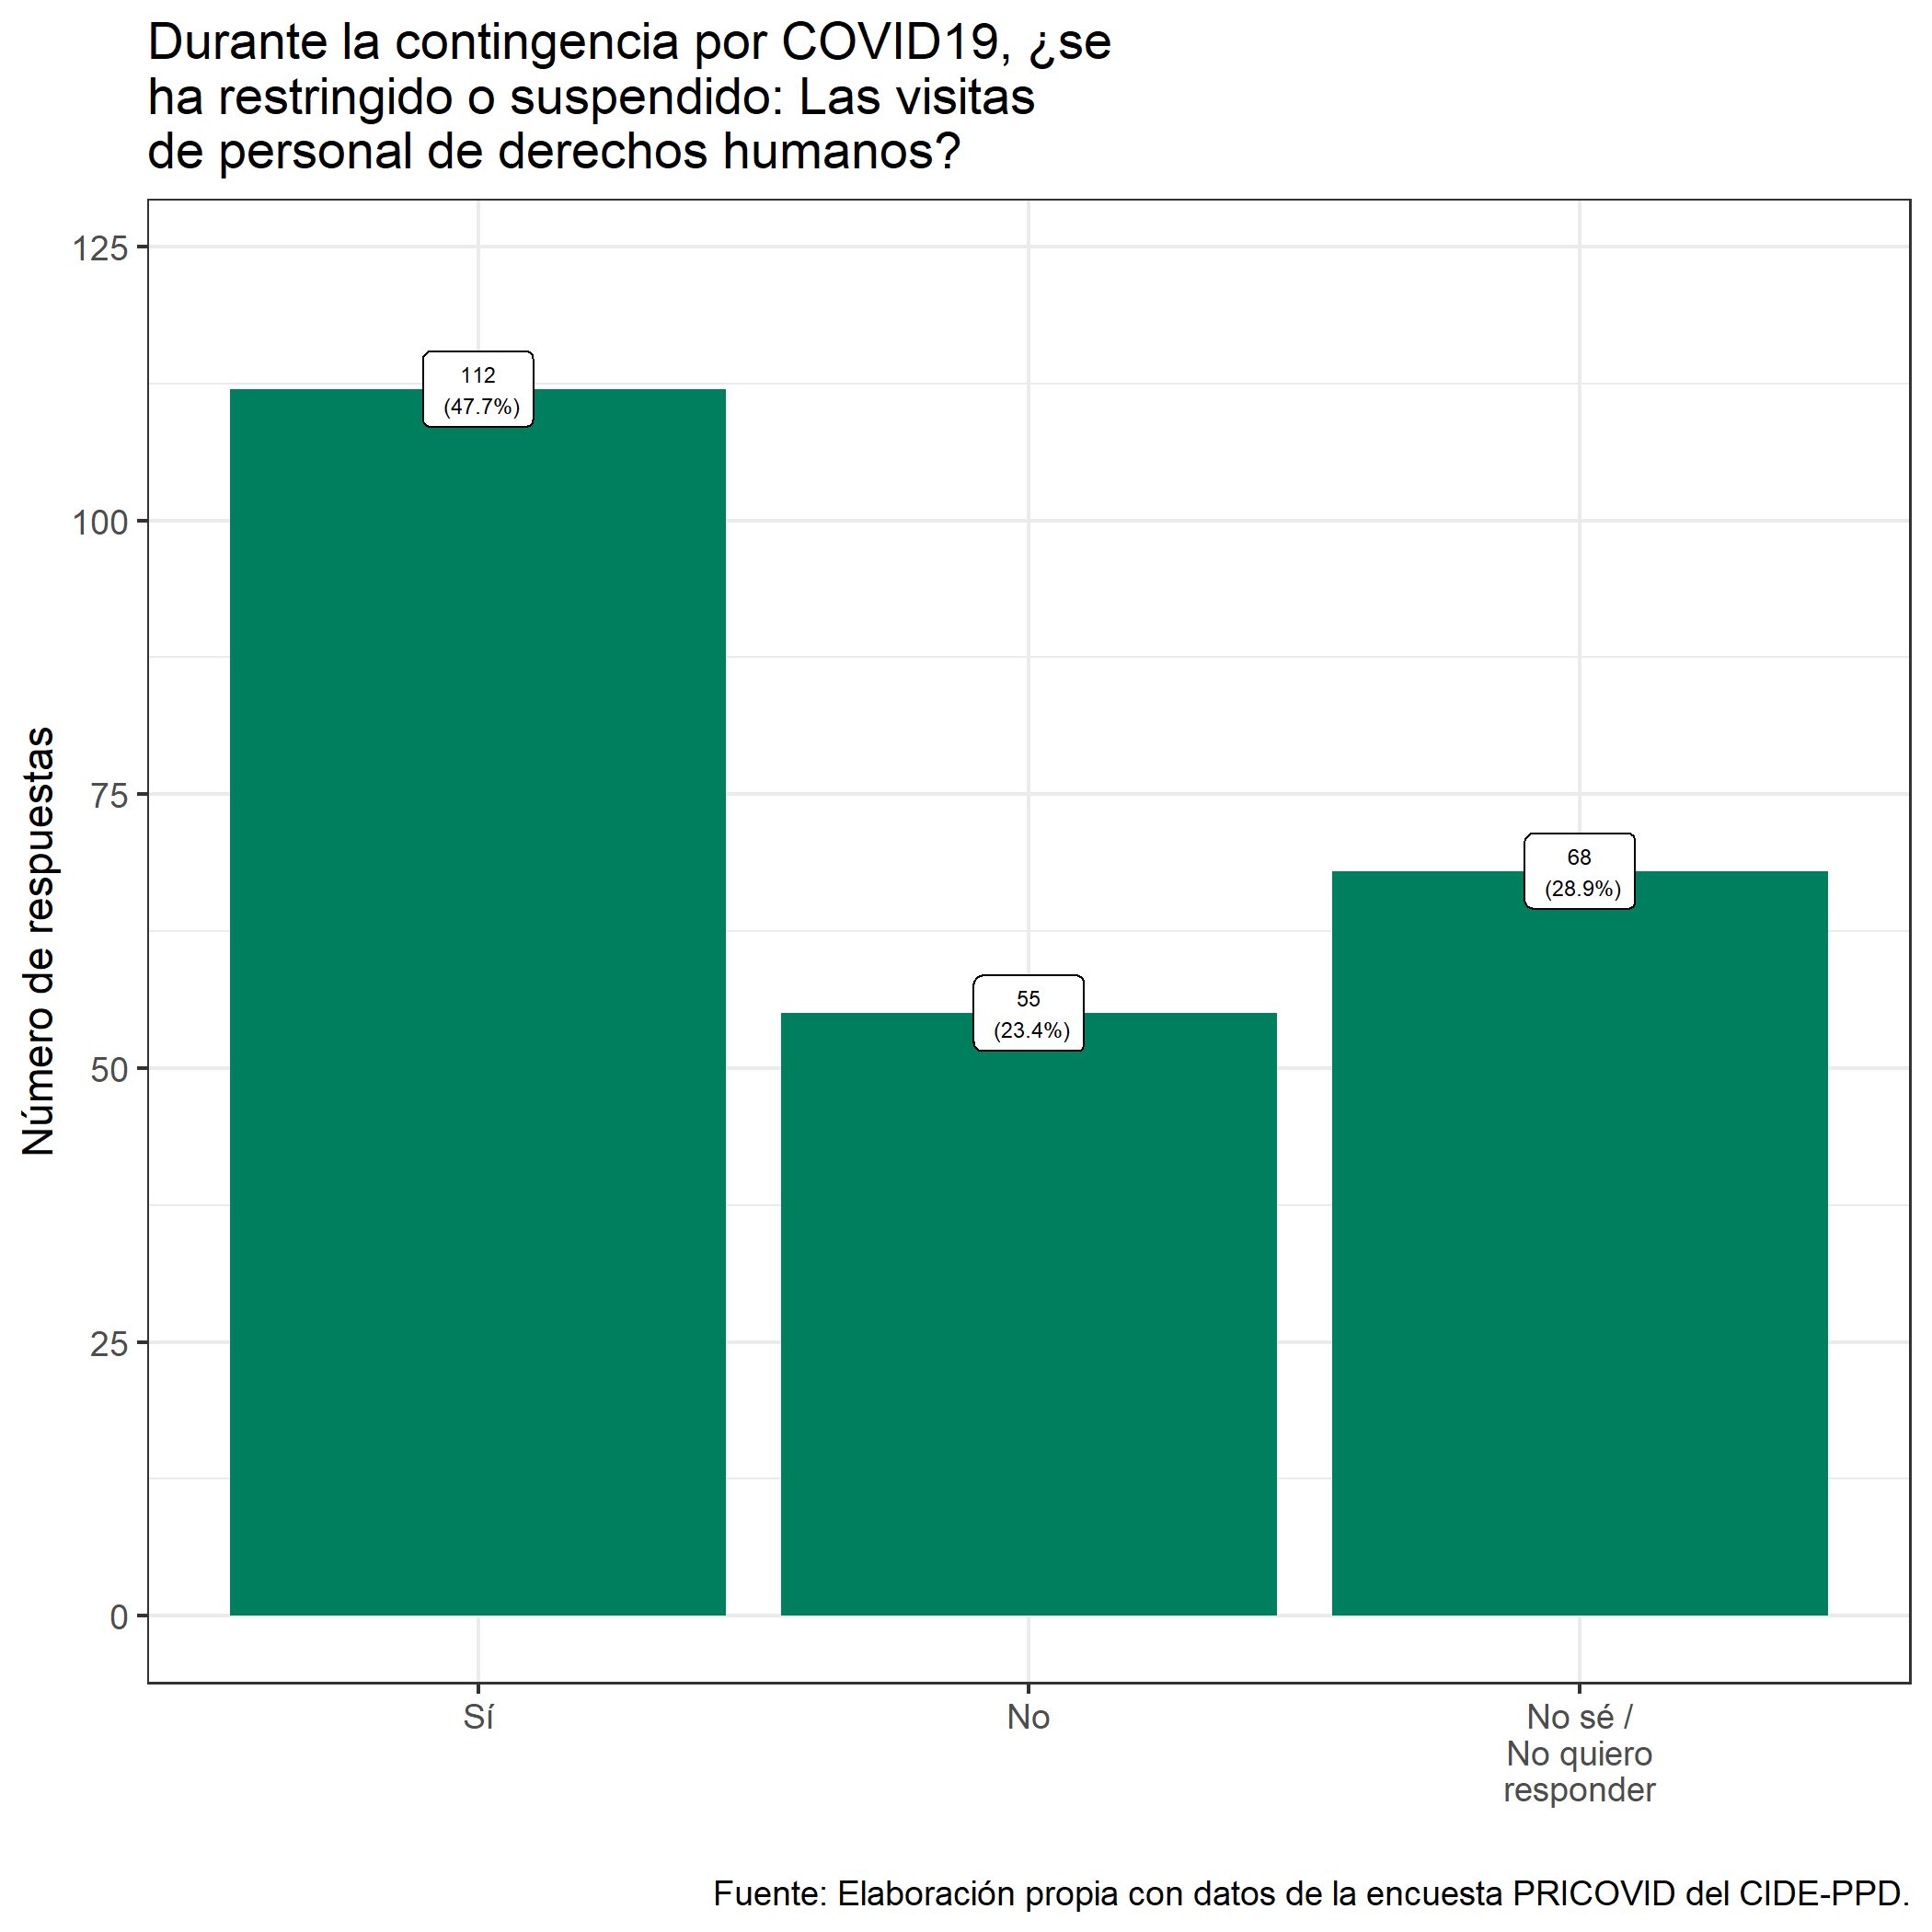 Durante la contingencia por COVID19, ¿se
ha restringido o suspendido: Las visitas
de personal de derechos humanos?
Número de respuestas
125
100
75
50
25
0
112
(47.7%)
55
(23.4%)
68
(28.9%)
Sí
No
No sé /
No quiero
responder
Fuente: Elaboración propia con datos de la encuesta PRICOVID del CIDE-PPD.